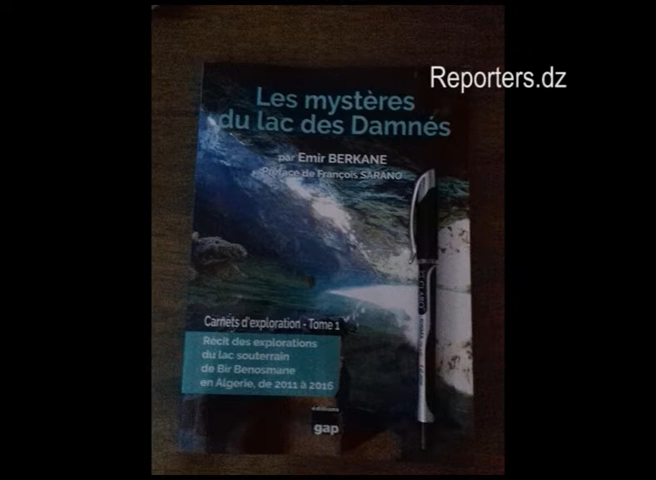 Reporters.dz
Les mystères
du lac des Damnés
par Emir BERKANE
Préface de François SARANO
Carnets d'exploration - Tome 1
Récit des explorations
du lac souterrain
de Bir Benosmane
en Algerie, de 2011 à 2016
éditions
gap